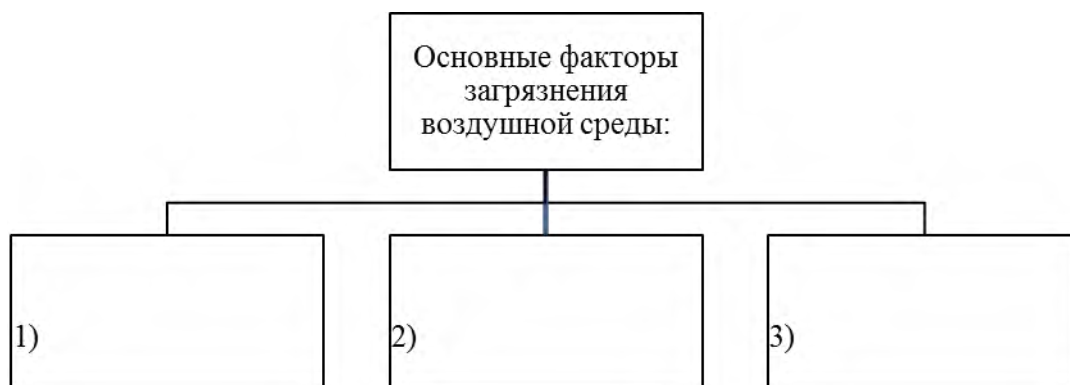 Основные факторы
загрязнения
воздушной среды:
1)
2)
3)